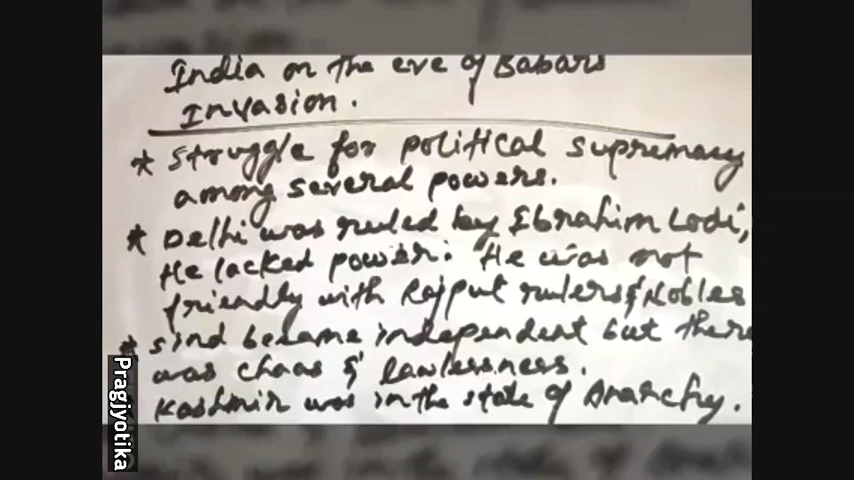 India on the eve of Babars
Invasion.
* Struggle for political supremacy
among several powers.
* Delhi was ruled by Ibrahim Lodi,
He lacked power. He was not
friendly with Rajput rulers & Nobles
* Sind became independent but there
was chaos & lawlessness.
Kashmir was in the state of Anarchy.
Pragjyotika